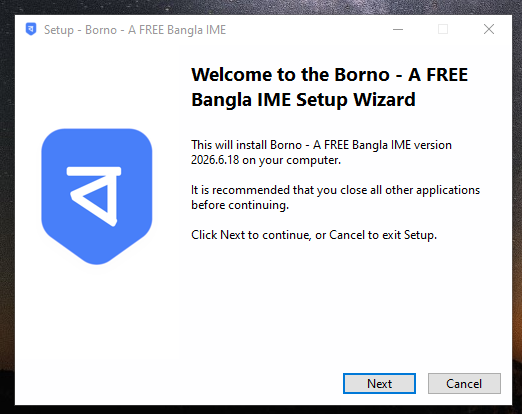 Setup - Borno - A FREE Bangla IME
Welcome to the Borno - A FREE
Bangla IME Setup Wizard
ব
This will install Borno - A FREE Bangla IME version
2026.6.18 on your computer.
It is recommended that you close all other applications
before continuing.
Click Next to continue, or Cancel to exit Setup.
Next
Cancel